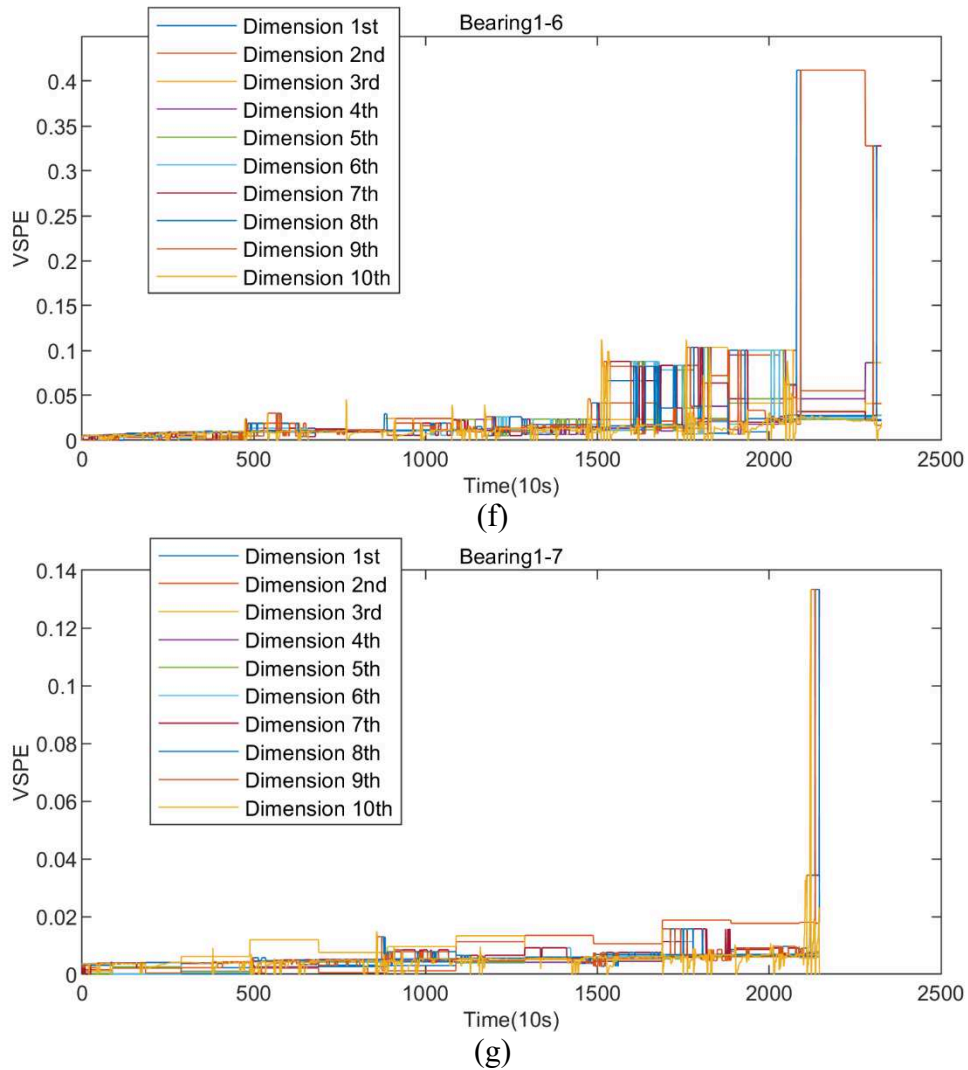 Bearing1-6
Dimension 1st
Dimension 2nd
Dimension 3rd
Dimension 4th
Dimension 5th
Dimension 6th
Dimension 7th
Dimension 8th
Dimension 9th
Dimension 10th
VSPE
0.4
0.35
0.3
0.25
0.2
0.15
0.1
0.05
0
0 500 1000 1500 2000 2500
Time(10s)
(f)
Bearing1-7
Dimension 1st
Dimension 2nd
Dimension 3rd
Dimension 4th
Dimension 5th
Dimension 6th
Dimension 7th
Dimension 8th
Dimension 9th
Dimension 10th
VSPE
0.14
0.12
0.1
0.08
0.06
0.04
0.02
0
0 500 1000 1500 2000 2500
Time(10s)
(g)